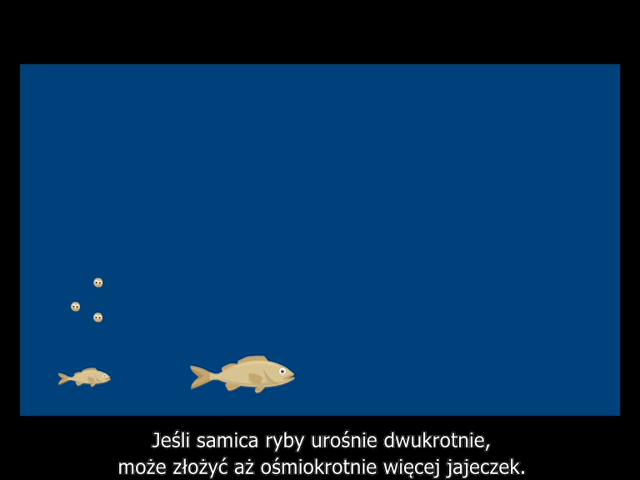 Jeśli samica ryby urośnie dwukrotnie,
może złożyć aż ośmiokrotnie więcej jajeczek.